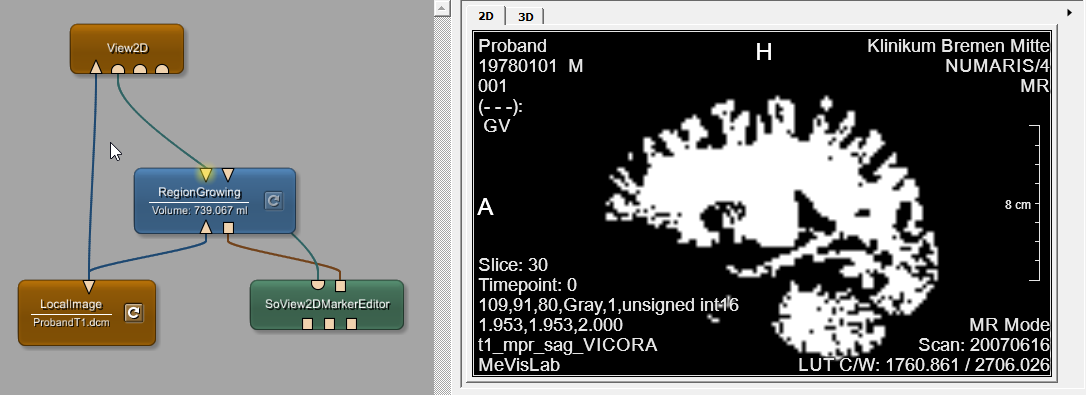 View2D
RegionGrowing
Volume: 739.067 ml
LocalImage
ProbandT1.dcm
SoView2DMarkerEditor
2D
3D
Proband
19780101 M
001
(- - -):
GV
H
Klinikum Bremen Mitte
NUMARIS/4
MR
A
8 cm
Slice: 30
Timepoint: 0
109,91,80,Gray,1,unsigned int16
1.953,1.953,2.000
t1_mpr_sag_VICORA
MeVisLab
MR Mode
Scan: 20070616
LUT C/W: 1760.861 / 2706.026